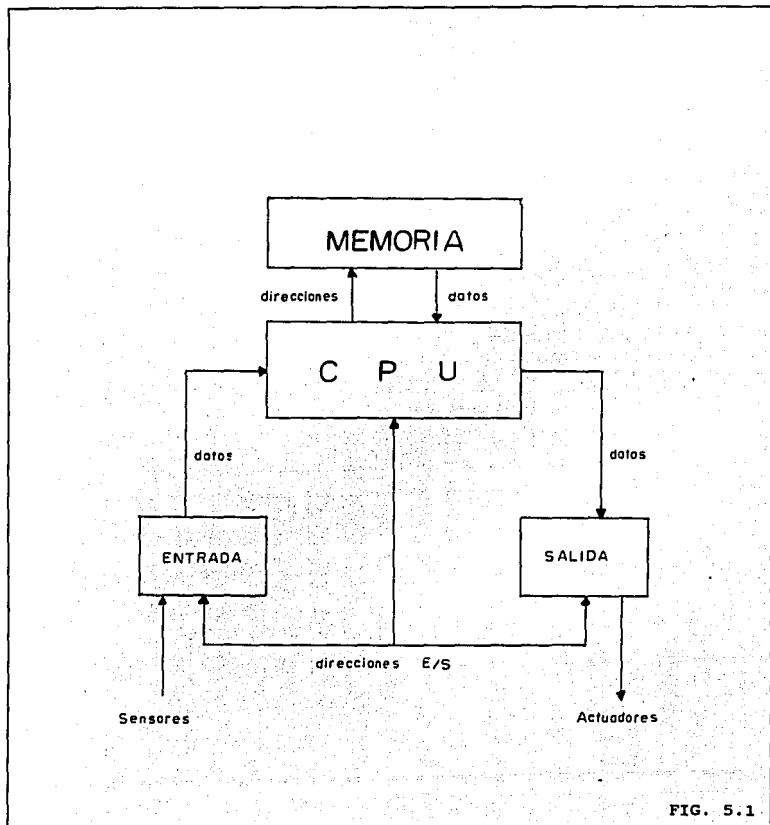 MEMORIA
direcciones datos
C P U
datos datos
ENTRADA SALIDA
direcciones E/S
Sensores Actuadores
FIG. 5.1